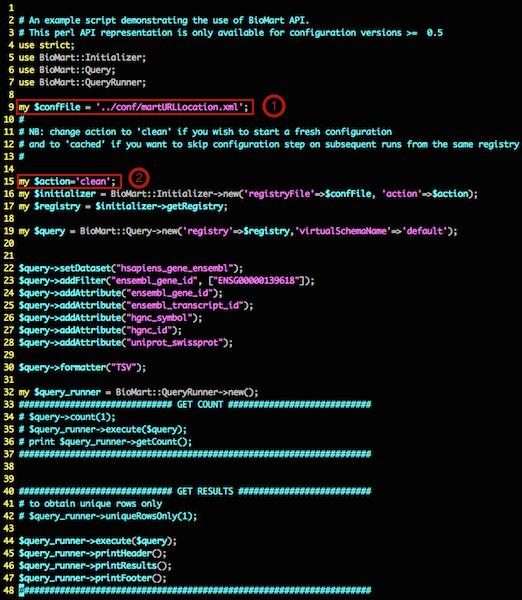 1
2 # An example script demonstrating the use of BioMart API.
3 # This perl API representation is only available for configuration versions >=  0.5
4 use strict;
5 use BioMart::Initializer;
6 use BioMart::Query;
7 use BioMart::QueryRunner;
8
9 my $confFile = '../conf/martURLLocation.xml'; 1
10 #
11 # NB: change action to 'clean' if you wish to start a fresh configuration
12 # and to 'cached' if you want to skip configuration step on subsequent runs from the same registry
13 #
14
15 my $action='clean'; 2
16 my $initializer = BioMart::Initializer->new('registryFile'=>$confFile, 'action'=>$action);
17 my $registry = $initializer->getRegistry;
18
19 my $query = BioMart::Query->new('registry'=>$registry,'virtualSchemaName'=>'default');
20
21
22 $query->setDataset("hsapiens_gene_ensembl");
23 $query->addFilter("ensembl_gene_id", ["ENSG00000139618"]);
24 $query->addAttribute("ensembl_gene_id");
25 $query->addAttribute("ensembl_transcript_id");
26 $query->addAttribute("hgnc_symbol");
27 $query->addAttribute("hgnc_id");
28 $query->addAttribute("uniprot_swissprot");
29
30 $query->formatter("TSV");
31
32 my $query_runner = BioMart::QueryRunner->new();
33 ############################## GET COUNT ############################
34 # $query->count(1);
35 # $query_runner->execute($query);
36 # print $query_runner->getCount();
37 #####################################################################
38
39
40 ############################## GET RESULTS ##########################
41 # to obtain unique rows only
42 # $query_runner->uniqueRowsOnly(1);
43
44 $query_runner->execute($query);
45 $query_runner->printHeader();
46 $query_runner->printResults();
47 $query_runner->printFooter();
48 #####################################################################